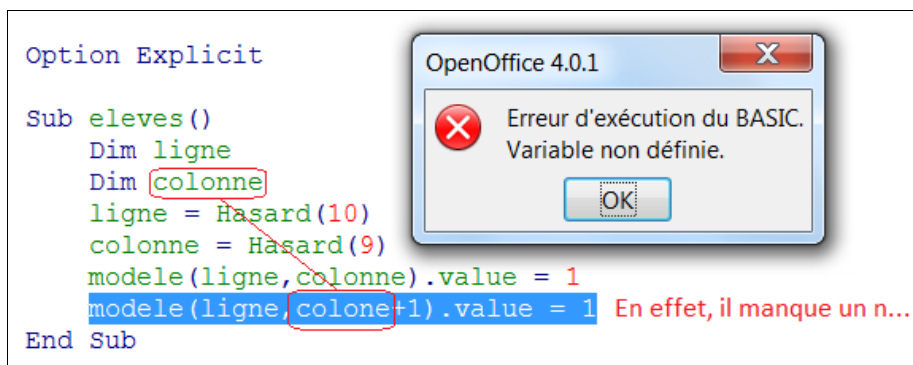 Option Explicit
OpenOffice 4.0.1
Erreur d'exécution du BASIC.
Variable non définie.
OK
Sub eleves()
Dim ligne
Dim colonne
ligne = Hasard(10)
colonne = Hasard(9)
modele(ligne,colonne).value = 1
modele(ligne,colone+1).value = 1 En effet, il manque un n...
End Sub